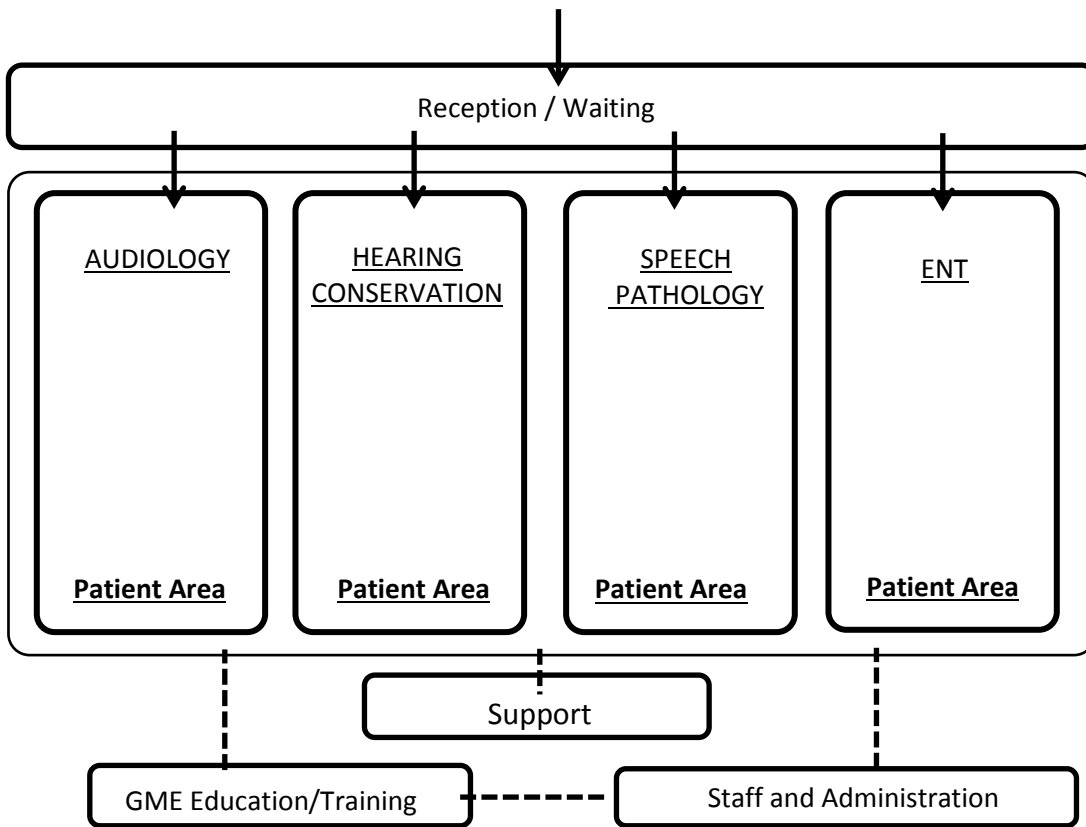 Reception / Waiting
AUDIOLOGY
HEARING
CONSERVATION
SPEECH
PATHOLOGY
ENT
Patient Area
Patient Area
Patient Area
Patient Area
Support
GME Education/Training
Staff and Administration